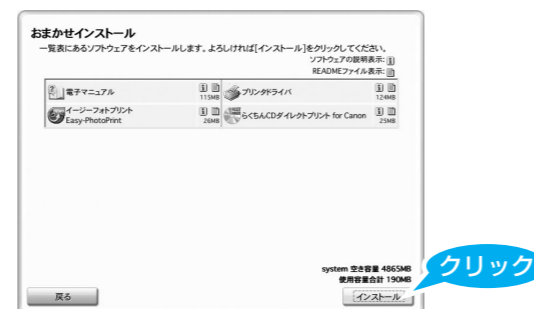 おまかせインストール
一覧表にあるソフトウェアをインストールします。よろしければ[インストール]をクリックしてください。
ソフトウェアの説明表示:
READMEファイル表示:
電子マニュアル 115MB
プリンタドライバ 124MB
イージーフォトプリント
Easy-PhotoPrint 26MB
らくちんCDダイレクトプリント for Canon 25MB
system 空き容量 4865MB
使用容量合計 190MB
クリック
戻る
インストール